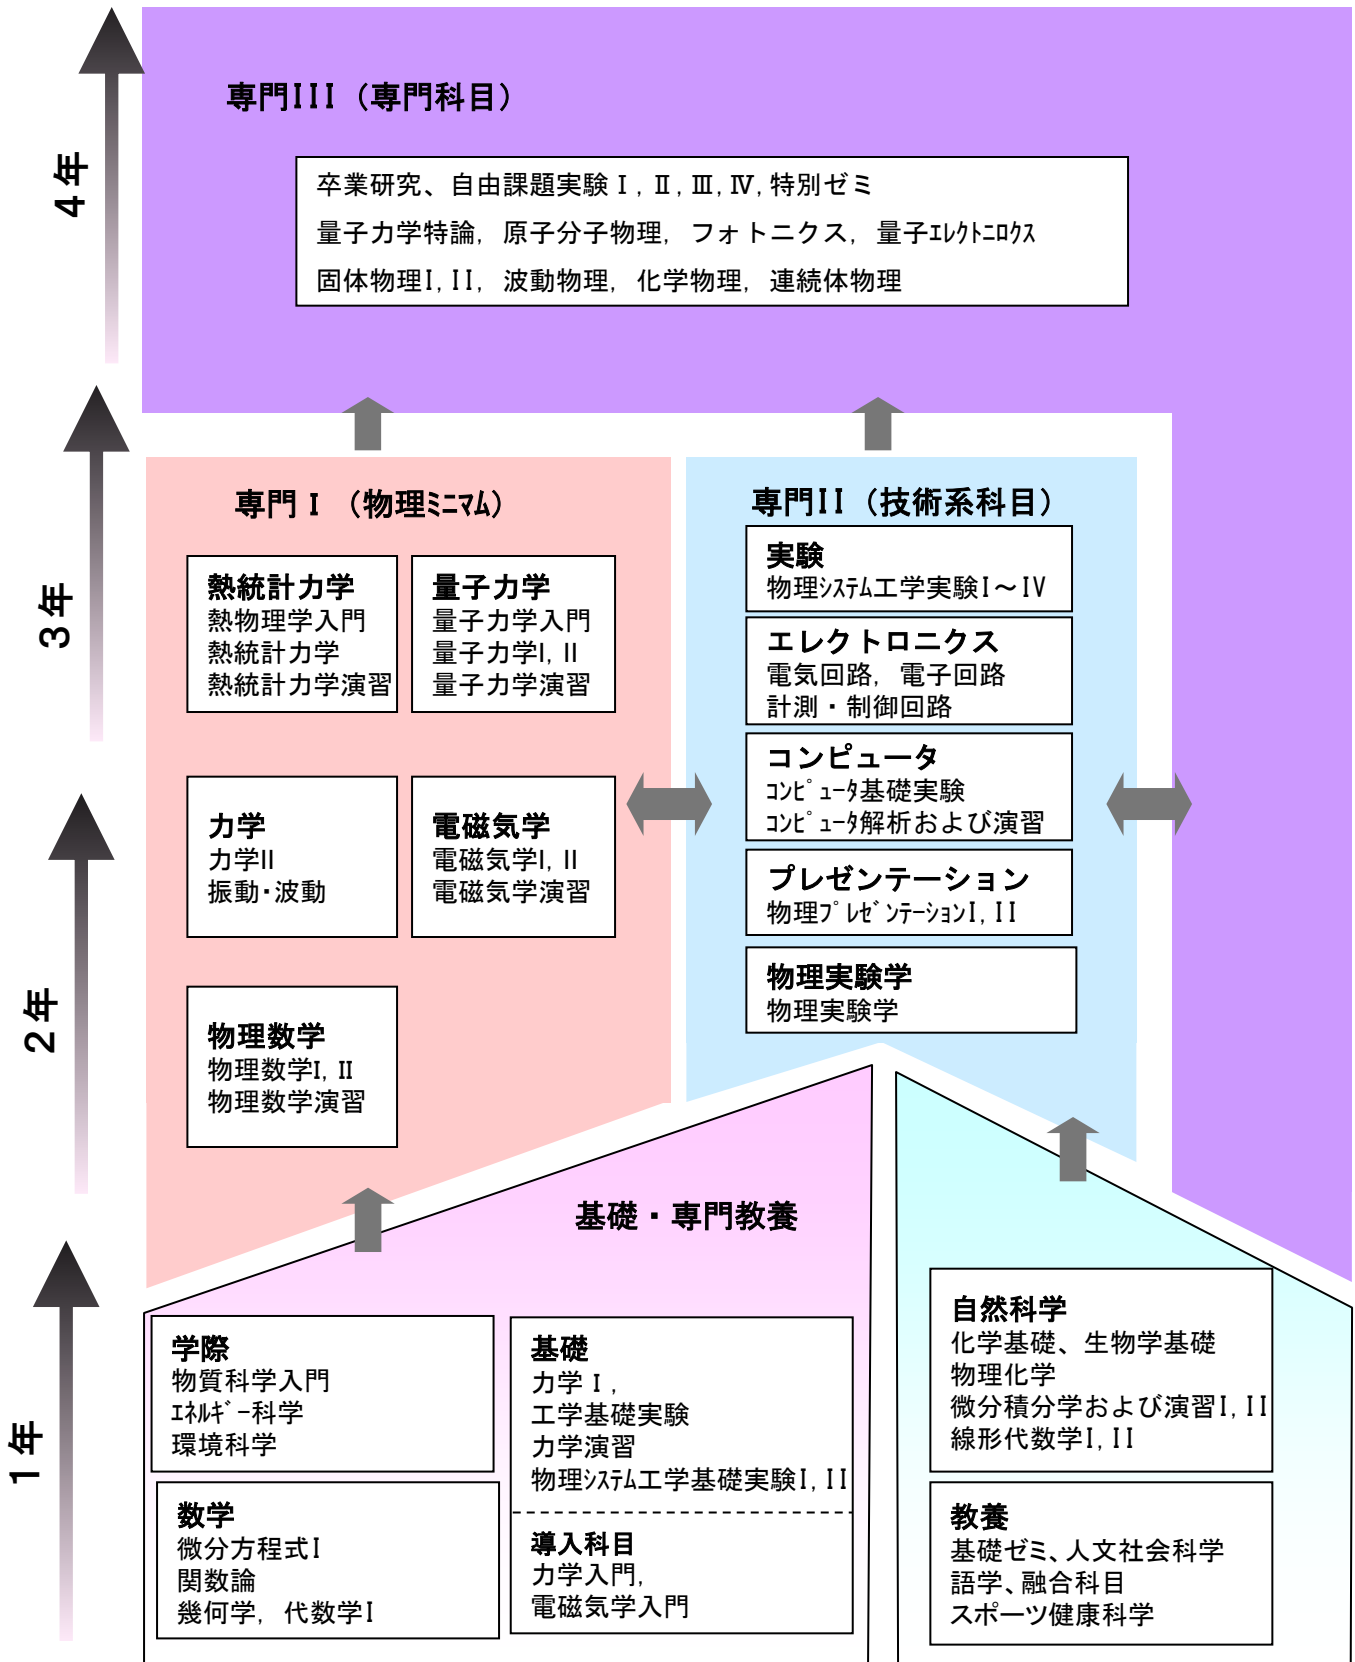 4年
専門III（専門科目）
卒業研究、自由課題実験Ⅰ,Ⅱ,Ⅲ,Ⅳ,特別ゼミ
量子力学特論, 原子分子物理, フォトニクス, 量子ｴﾚｸﾄﾆﾛｸｽ
固体物理I,II, 波動物理, 化学物理, 連続体物理
3年
専門Ⅰ（物理ﾐﾆﾏﾑ）
熱統計力学
熱物理学入門
熱統計力学
熱統計力学演習
量子力学
量子力学入門
量子力学I, II
量子力学演習
力学
力学II
振動・波動
電磁気学
電磁気学I, II
電磁気学演習
物理数学
物理数学I, II
物理数学演習
専門II（技術系科目）
実験
物理ｼｽﾃﾑ工学実験I～IV
エレクトロニクス
電気回路, 電子回路
計測・制御回路
コンピュータ
ｺﾝﾋﾟｭｰﾀ基礎実験
ｺﾝﾋﾟｭｰﾀ解析および演習
プレゼンテーション
物理ﾌﾟﾚｾﾞﾝﾃｰｼｮﾝI,II
物理実験学
物理実験学
2年
基礎・専門教養
1年
学際
物質科学入門
ｴﾈﾙｷﾞｰ科学
環境科学
数学
微分方程式I
関数論
幾何学, 代数学I
基礎
力学Ⅰ,
工学基礎実験
力学演習
物理ｼｽﾃﾑ工学基礎実験I,II
導入科目
力学入門,
電磁気学入門
自然科学
化学基礎、生物学基礎
物理化学
微分積分学および演習I,II
線形代数学I,II
教養
基礎ゼミ、人文社会科学
語学、融合科目
スポーツ健康科学